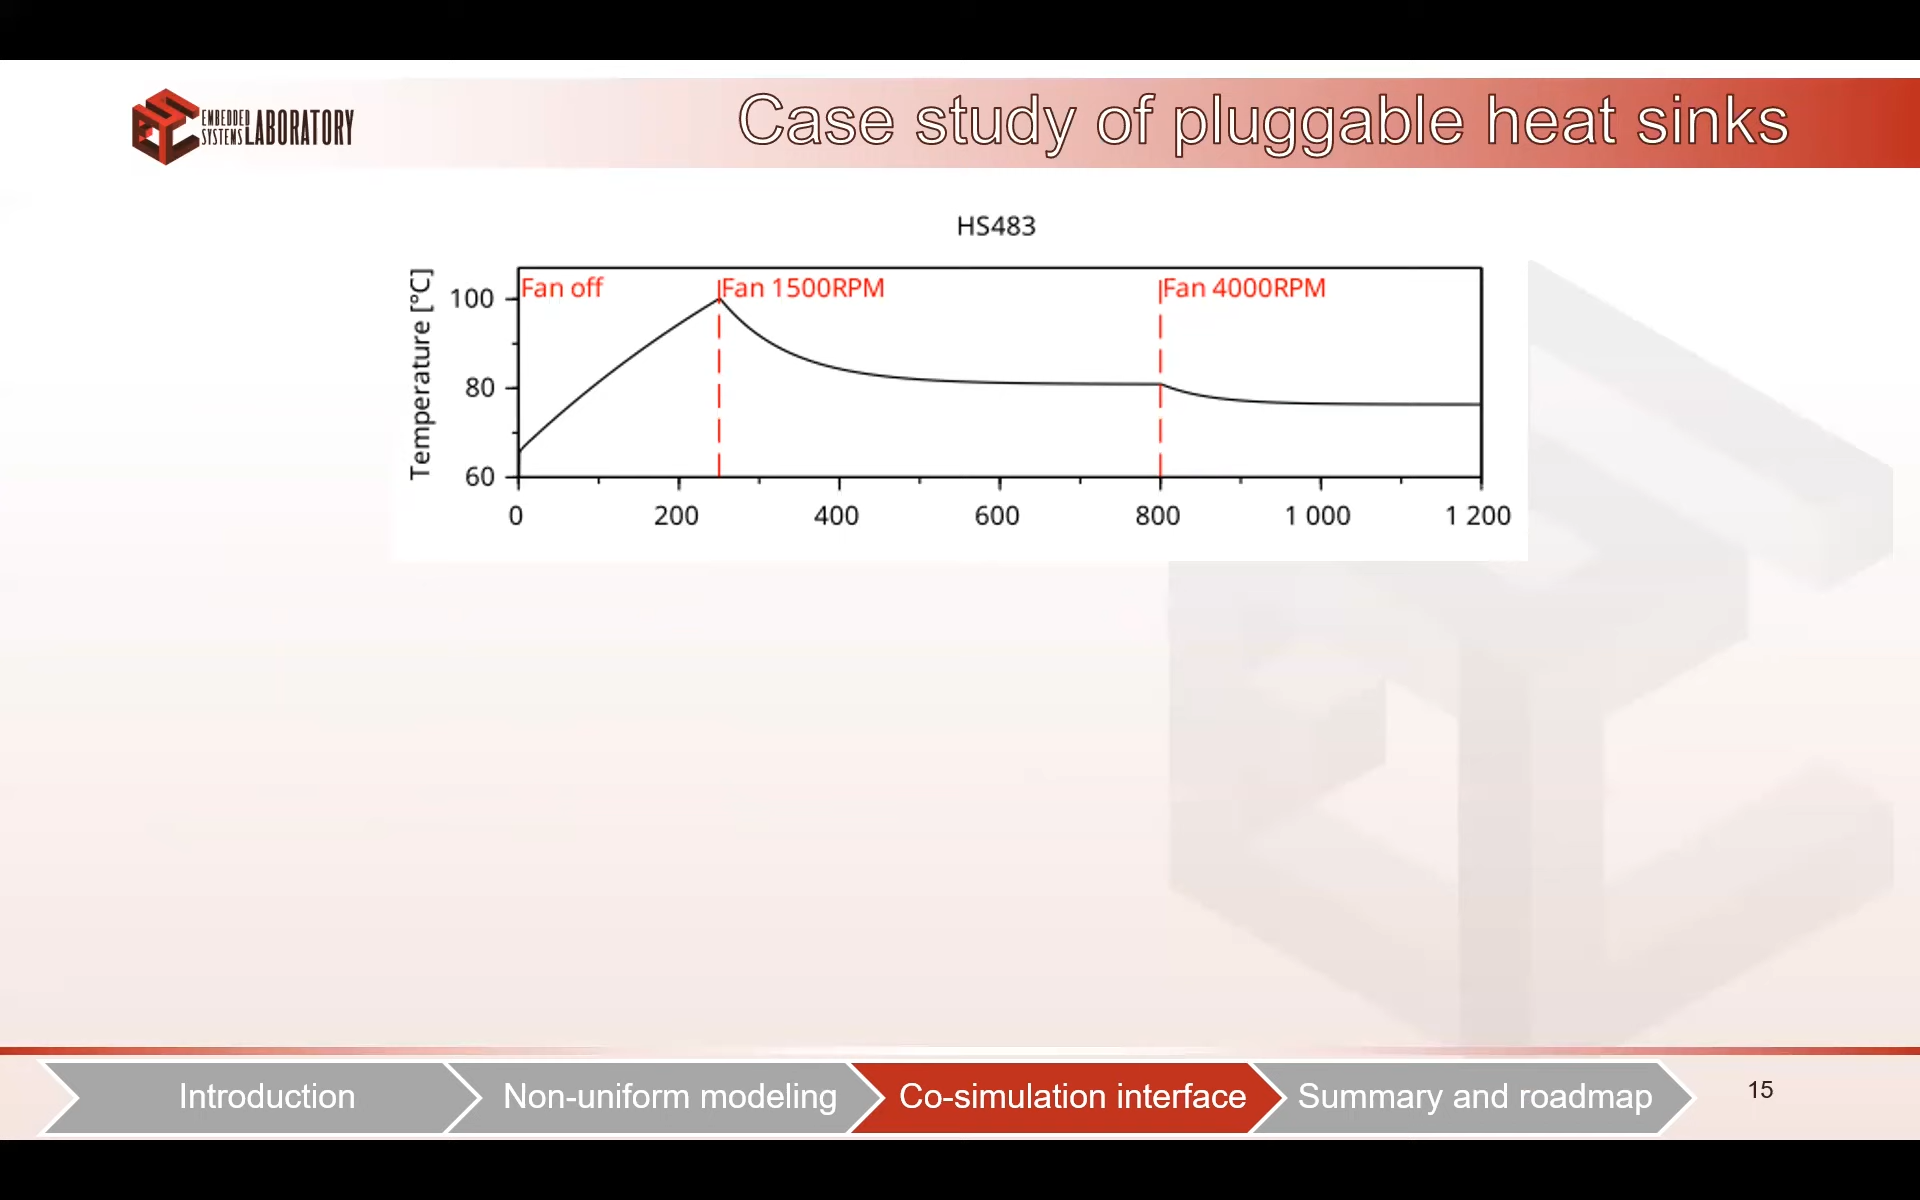 EMBEDDED
SYSTEMS LABORATORY
Case study of pluggable heat sinks
HS483
Temperature [°C]
100
80
60
Fan off
Fan 1500RPM
Fan 4000RPM
0 200 400 600 800 1 000 1 200
Introduction
Non-uniform modeling
Co-simulation interface
Summary and roadmap
15